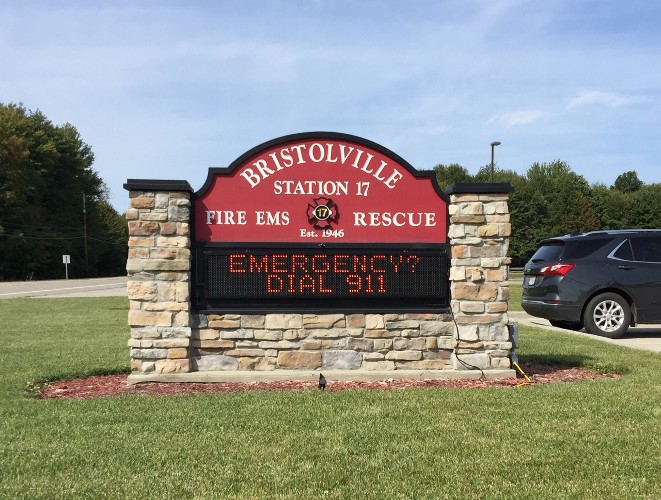 BRISTOLVILLE
STATION 17
FIRE EMS 17 RESCUE
Est. 1946
EMERGENCY?
DIAL 911